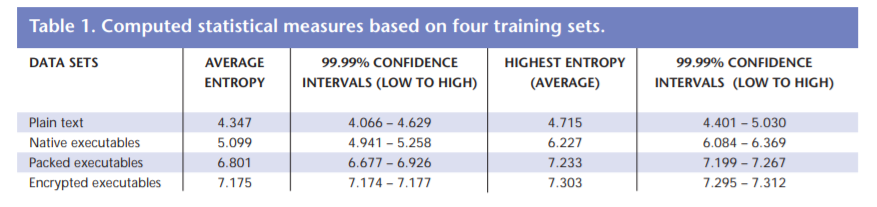 Table 1. Computed statistical measures based on four training sets.
DATA SETS AVERAGE ENTROPY 99.99% CONFIDENCE INTERVALS (LOW TO HIGH) HIGHEST ENTROPY (AVERAGE) 99.99% CONFIDENCE INTERVALS (LOW TO HIGH)
Plain text 4.347 4.066 – 4.629 4.715 4.401 – 5.030
Native executables 5.099 4.941 – 5.258 6.227 6.084 – 6.369
Packed executables 6.801 6.677 – 6.926 7.233 7.199 – 7.267
Encrypted executables 7.175 7.174 – 7.177 7.303 7.295 – 7.312